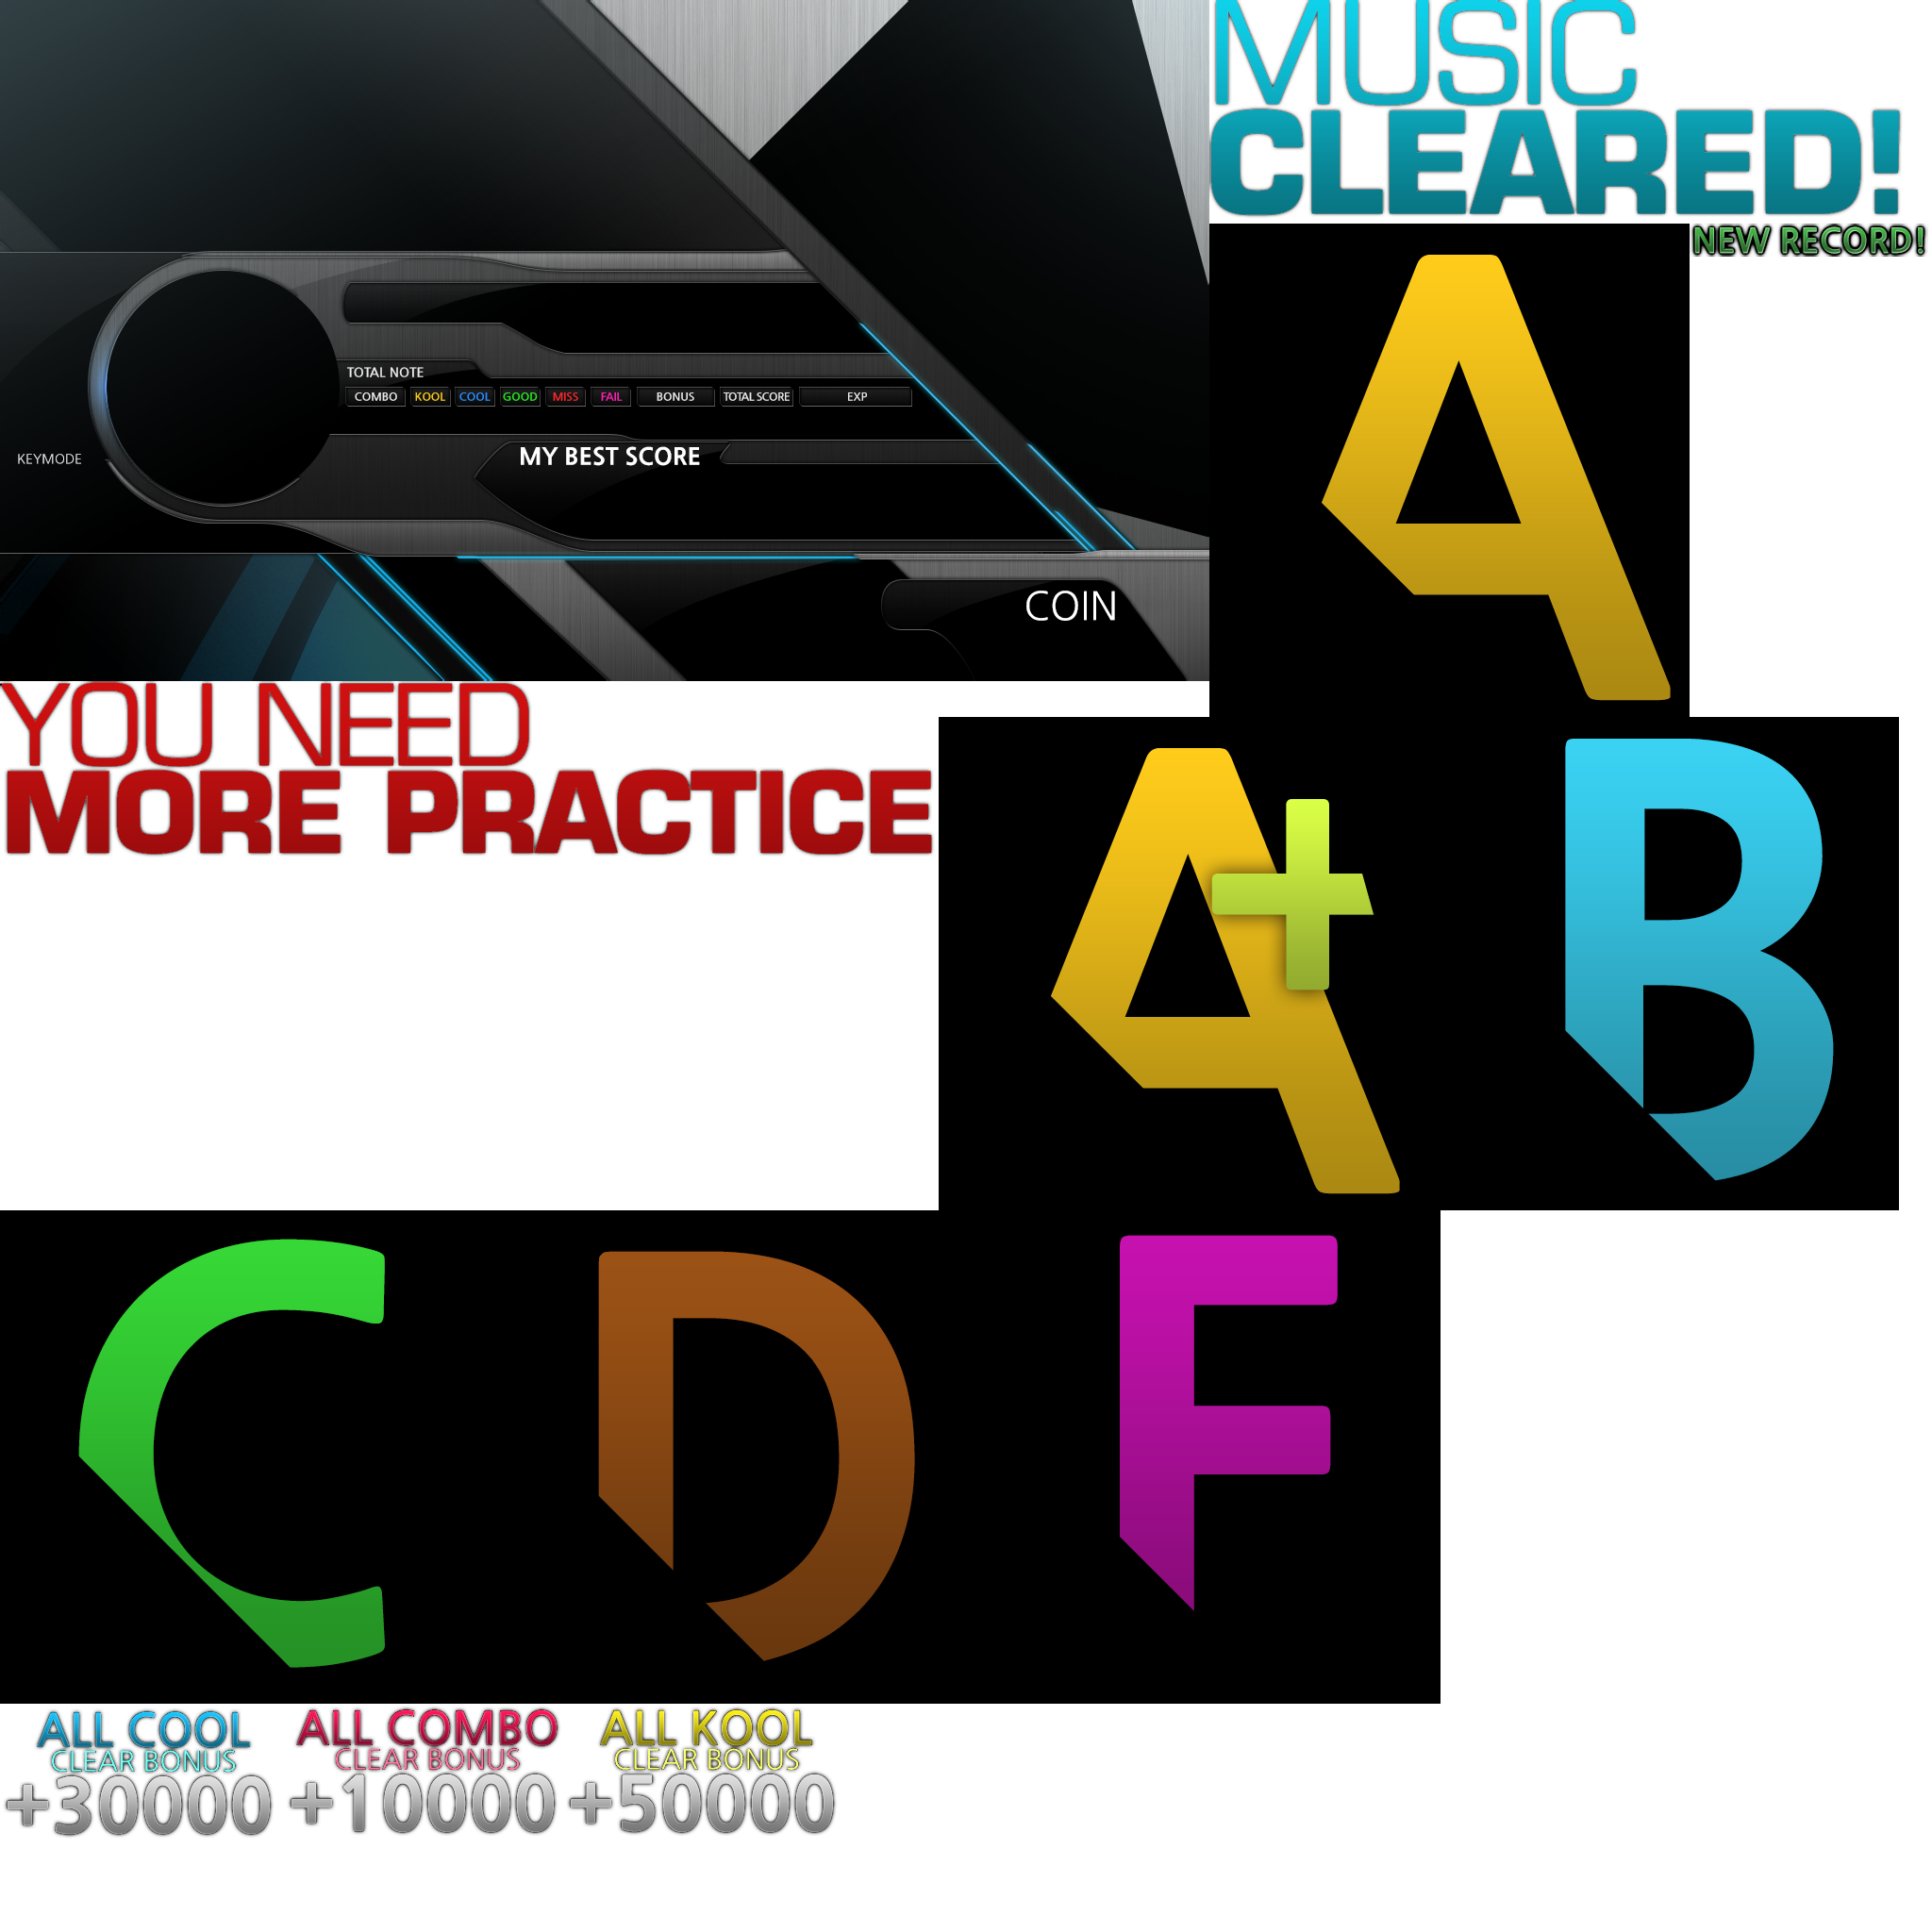 MUSIC
CLEARED!
NEW RECORD!
A
TOTAL NOTE
COMBO KOOL COOL GOOD MISS FAIL BONUS TOTAL SCORE EXP
KEYMODE
MY BEST SCORE
COIN
YOU NEED
MORE PRACTICE
A+
B
C
D
F
ALL COOL
CLEAR BONUS
+30000
ALL COMBO
CLEAR BONUS
+10000
ALL KOOL
CLEAR BONUS
+50000